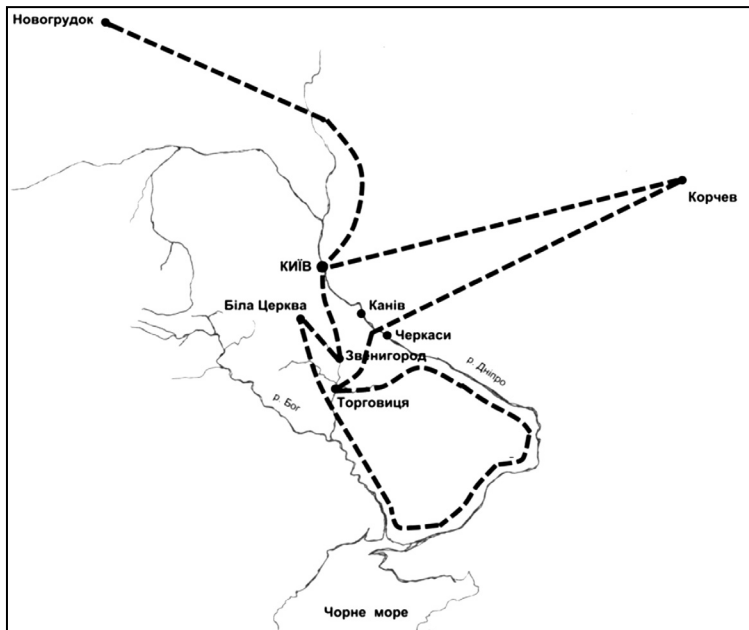 Новогрудок
Корчев
КИЇВ
Канів
Біла Церква
Черкаси
Звенигород
р. Дніпро
Торговиця
р. Бог
Чорне море